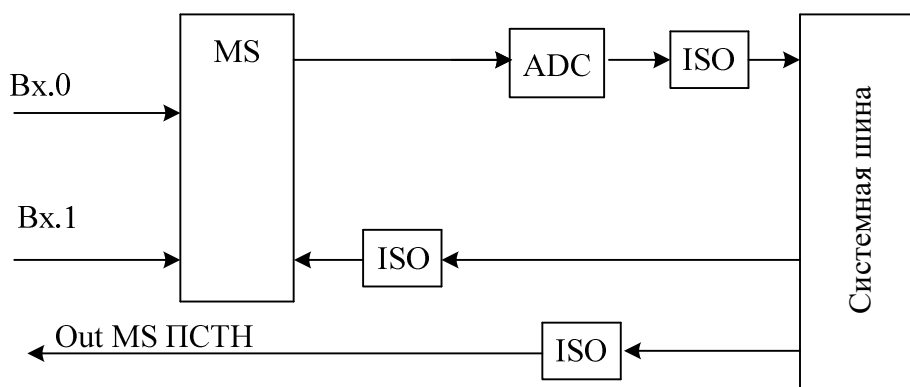 MS
ADC
ISO
Вх.0
Вх.1
ISO
Системная шина
Out MS ПСТН
ISO